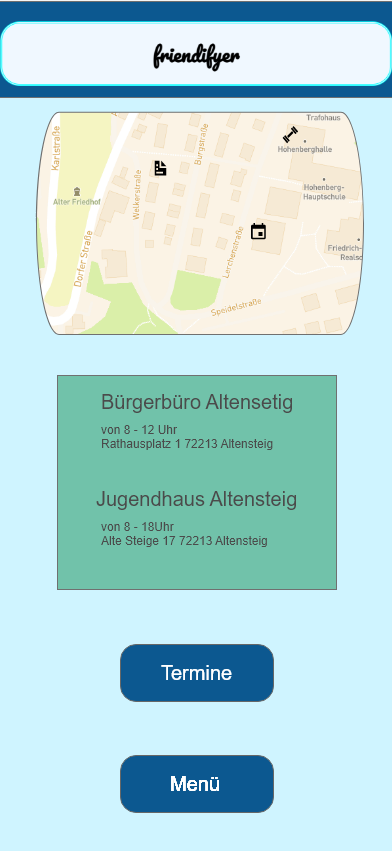 friendifyer
Trafohaus
Hohenberghalle
Karlstraße
Burgstraße
Welkerstraße
Hohenberg-
Hauptschule
Alter Friedhof
Lerchenstraße
Dorfer Straße
Friedrich-
Realsc
Speidelstraße
Bürgerbüro Altensetig
von 8 - 12 Uhr
Rathausplatz 1 72213 Altensteig
Jugendhaus Altensteig
von 8 - 18Uhr
Alte Steige 17 72213 Altensteig
Termine
Menü